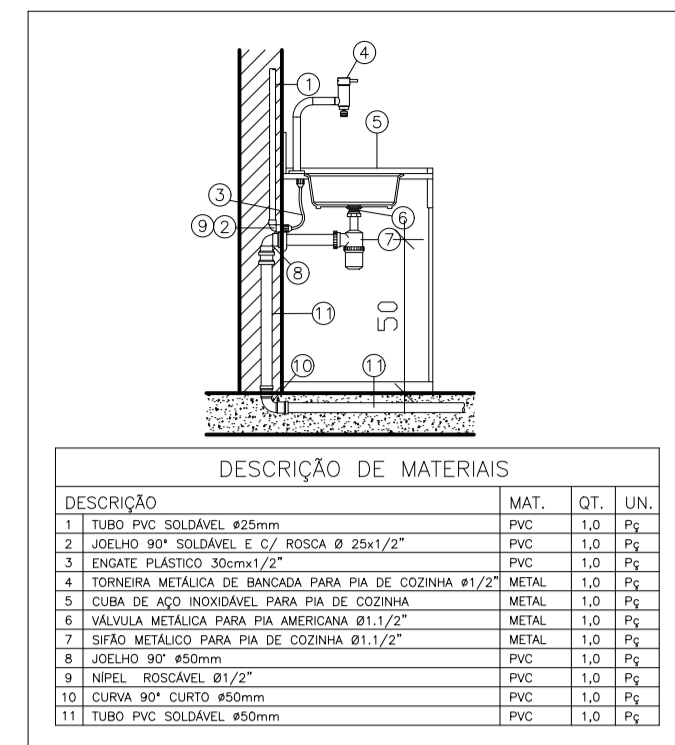 4
1
5
3
6
9 2
7
8
11
50
10
11
DESCRIÇÃO DE MATERIAIS
DESCRIÇÃO MAT. QT. UN.
1 TUBO PVC SOLDÁVEL ø25mm PVC 1,0 Pç
2 JOELHO 90° SOLDÁVEL E C/ ROSCA Ø 25x1/2" PVC 1,0 Pç
3 ENGATE PLÁSTICO 30cmx1/2" PVC 1,0 Pç
4 TORNEIRA METÁLICA DE BANCADA PARA PIA DE COZINHA ø1/2" METAL 1,0 Pç
5 CUBA DE AÇO INOXIDÁVEL PARA PIA DE COZINHA METAL 1,0 Pç
6 VÁLVULA METÁLICA PARA PIA AMERICANA Ø1.1/2" METAL 1,0 Pç
7 SIFÃO METÁLICO PARA PIA DE COZINHA Ø1.1/2" METAL 1,0 Pç
8 JOELHO 90° ø50mm PVC 1,0 Pç
9 NÍPEL ROSCÁVEL Ø1/2" PVC 1,0 Pç
10 CURVA 90° CURTO ø50mm PVC 1,0 Pç
11 TUBO PVC SOLDÁVEL ø50mm PVC 1,0 Pç